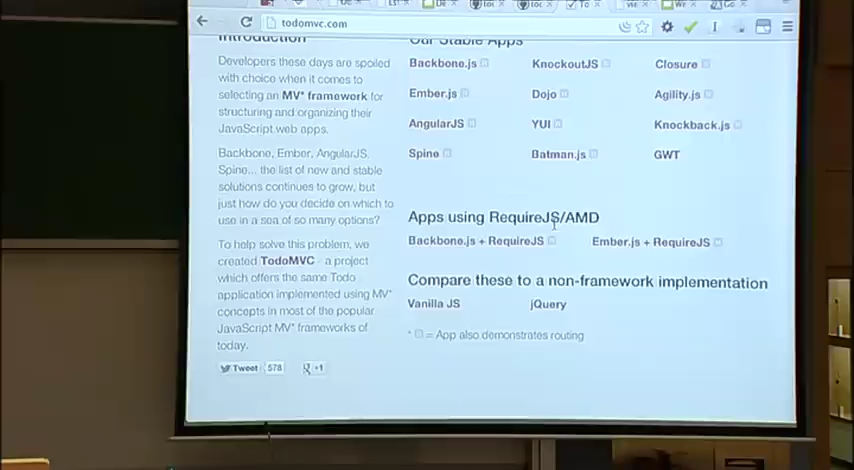 todomvc.com
Introduction
Developers these days are spoiled
with choice when it comes to
selecting an MV* framework for
structuring and organizing their
JavaScript web apps.
Backbone, Ember, AngularJS,
Spine... the list of new and stable
solutions continues to grow, but
just how do you decide on which to
use in a sea of so many options?
To help solve this problem, we
created TodoMVC - a project
which offers the same Todo
application implemented using MV*
concepts in most of the popular
JavaScript MV* frameworks of
today.
Tweet 578 +1
Our Stable Apps
Backbone.js KnockoutJS Closure
Ember.js Dojo Agility.js
AngularJS YUI Knockback.js
Spine Batman.js GWT
Apps using RequireJS/AMD
Backbone.js + RequireJS Ember.js + RequireJS
Compare these to a non-framework implementation
Vanilla JS jQuery
* = App also demonstrates routing